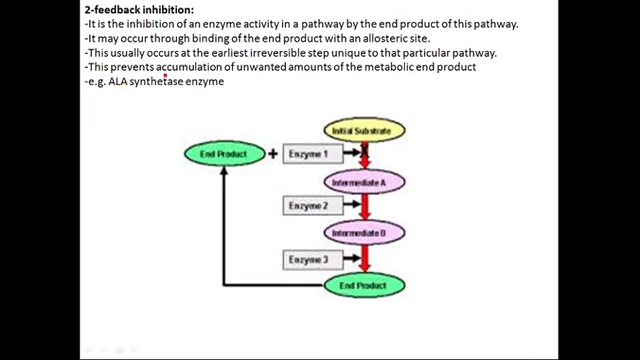 2-feedback inhibition:
-It is the inhibition of an enzyme activity in a pathway by the end product of this pathway.
-It may occur through binding of the end product with an allosteric site.
-This usually occurs at the earliest irreversible step unique to that particular pathway.
-This prevents accumulation of unwanted amounts of the metabolic end product
-e.g. ALA synthetase enzyme
Initial Substrate
End Product + Enzyme 1
Intermediate A
Enzyme 2
Intermediate B
Enzyme 3
End Product